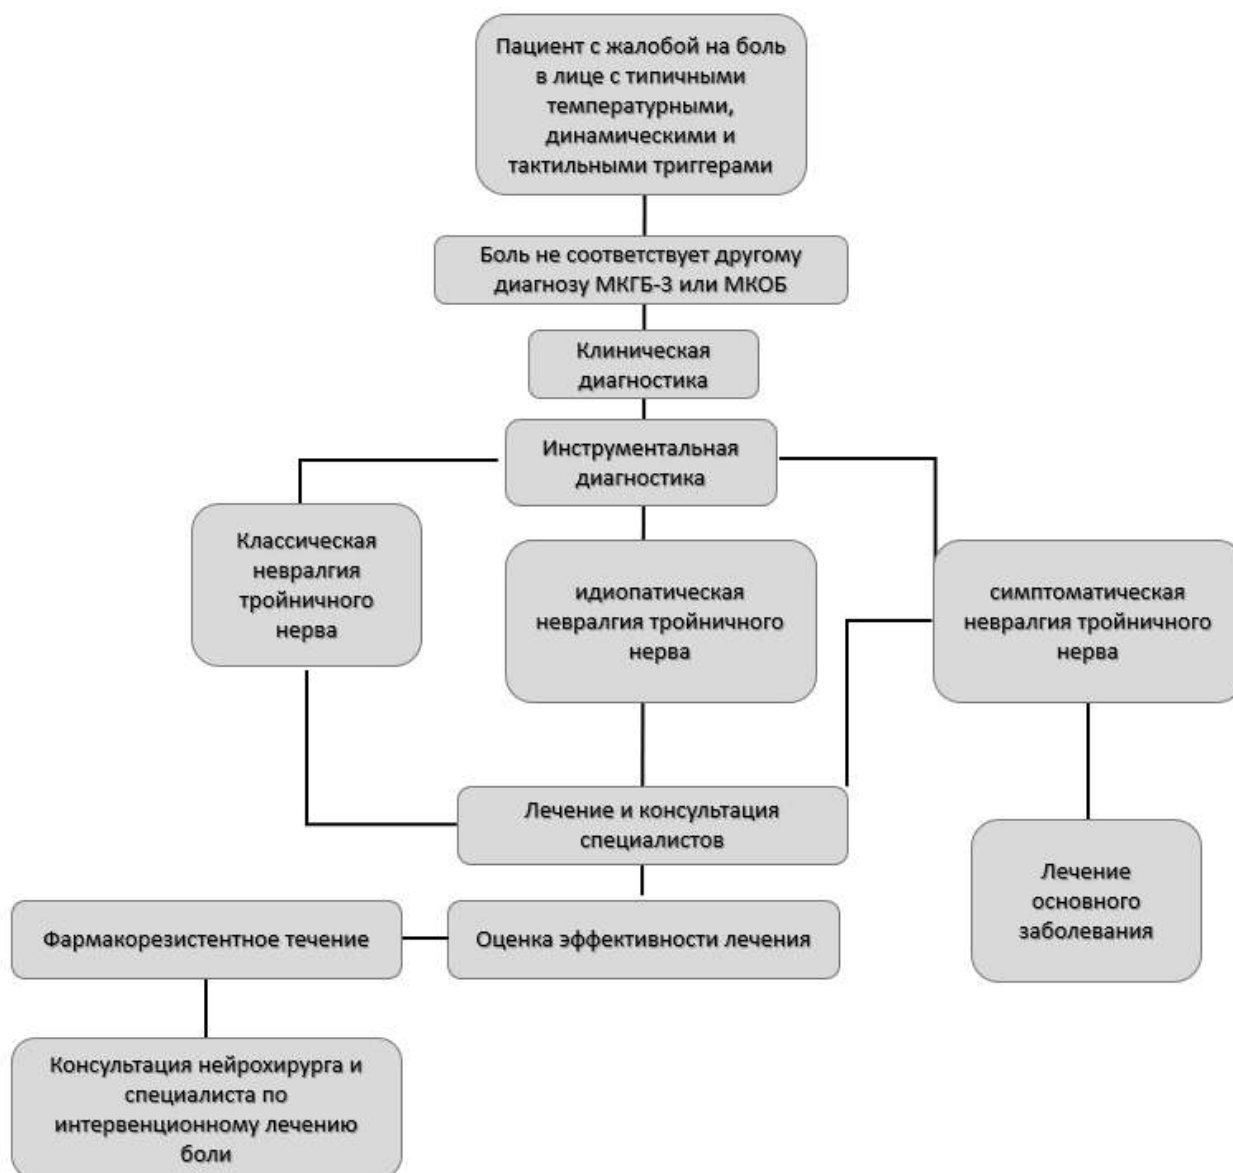 Пациент с жалобой на боль
в лице с типичными
температурными,
динамическими и
тактильными триггерами
Боль не соответствует другому
диагнозу МКГБ-3 или МКОБ
Клиническая
диагностика
Инструментальная
диагностика
Классическая
невралгия
тройничного
нерва
идиопатическая
невралгия тройничного
нерва
симптоматическая
невралгия тройничного
нерва
Лечение и консультация
специалистов
Лечение
основного
заболевания
Фармакорезистентное течение
Оценка эффективности лечения
Консультация нейрохирурга и
специалиста по
интервенционному лечению
боли